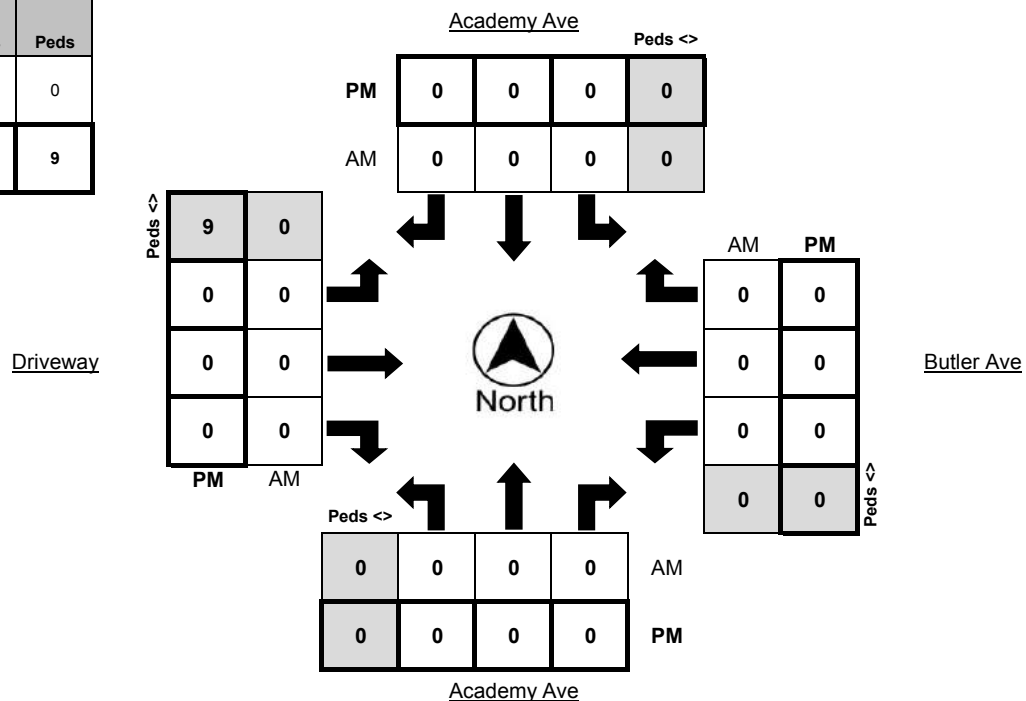 Academy Ave
Peds
Peds <>
0
PM 0 0 0 0
9
AM 0 0 0 0
Peds <> 9 0
AM PM
0 0 0 0
Driveway 0 0 North 0 0 Butler Ave
0 0 0 0
PM AM 0 0 Peds <>
Peds <>
0 0 0 0 AM
0 0 0 0 PM
Academy Ave